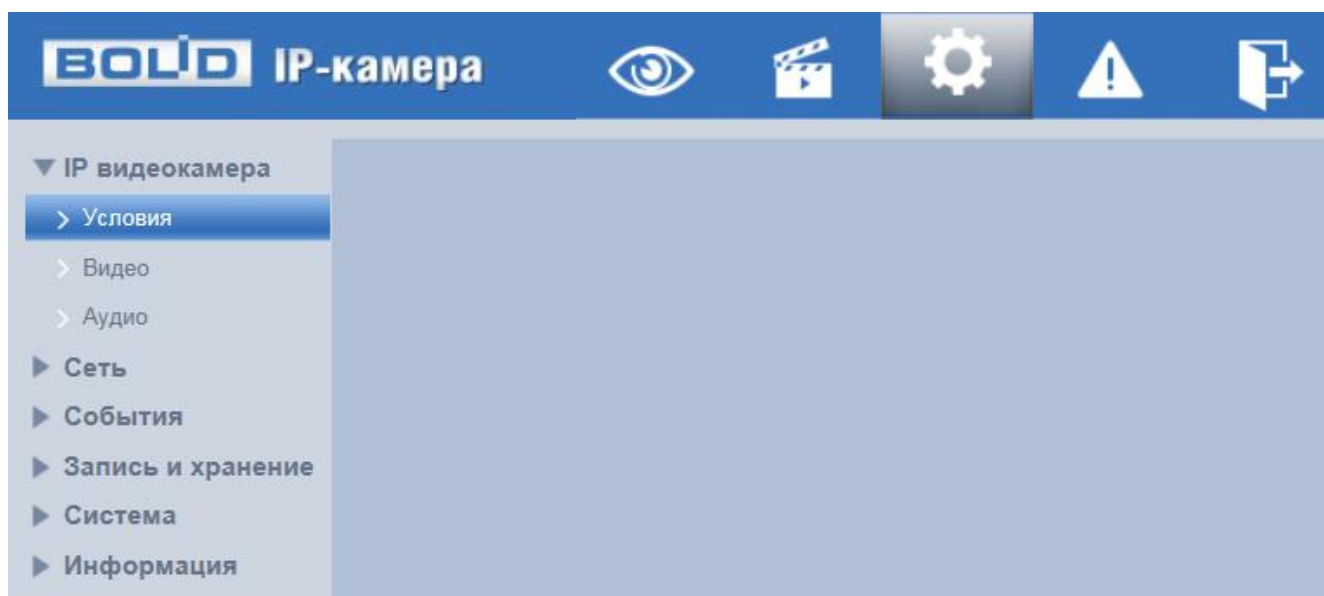 BOLID IP-камера
IP видеокамера
Условия
Видео
Аудио
Сеть
События
Запись и хранение
Система
Информация